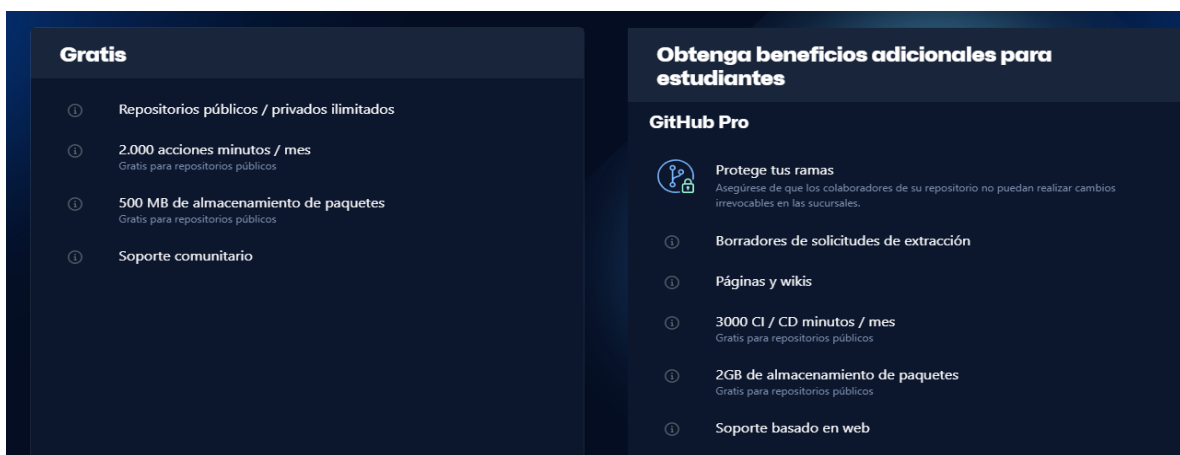 Gratis
Repositorios públicos / privados ilimitados
2.000 acciones minutos / mes
Gratis para repositorios públicos
500 MB de almacenamiento de paquetes
Gratis para repositorios públicos
Soporte comunitario
Obtenga beneficios adicionales para
estudiantes
GitHub Pro
Protege tus ramas
Asegúrese de que los colaboradores de su repositorio no puedan realizar cambios
irrevocables en las sucursales.
Borradores de solicitudes de extracción
Páginas y wikis
3000 CI / CD minutos / mes
Gratis para repositorios públicos
2GB de almacenamiento de paquetes
Gratis para repositorios públicos
Soporte basado en web